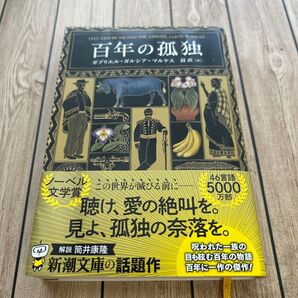 CIEN AÑOS DE SOLEDAD
百年の孤独
ガブリエル・ガルシア=マルケス 鼓直 訳
ノーベル文学賞
この世界が滅びる前に――
聴け、愛の絶叫を。
見よ、孤独の奈落を。
46言語
5000
万部
解説 筒井康隆
新潮文庫の話題作
呪われた一族の
目も眩む百年の物語
百年に一作の傑作!